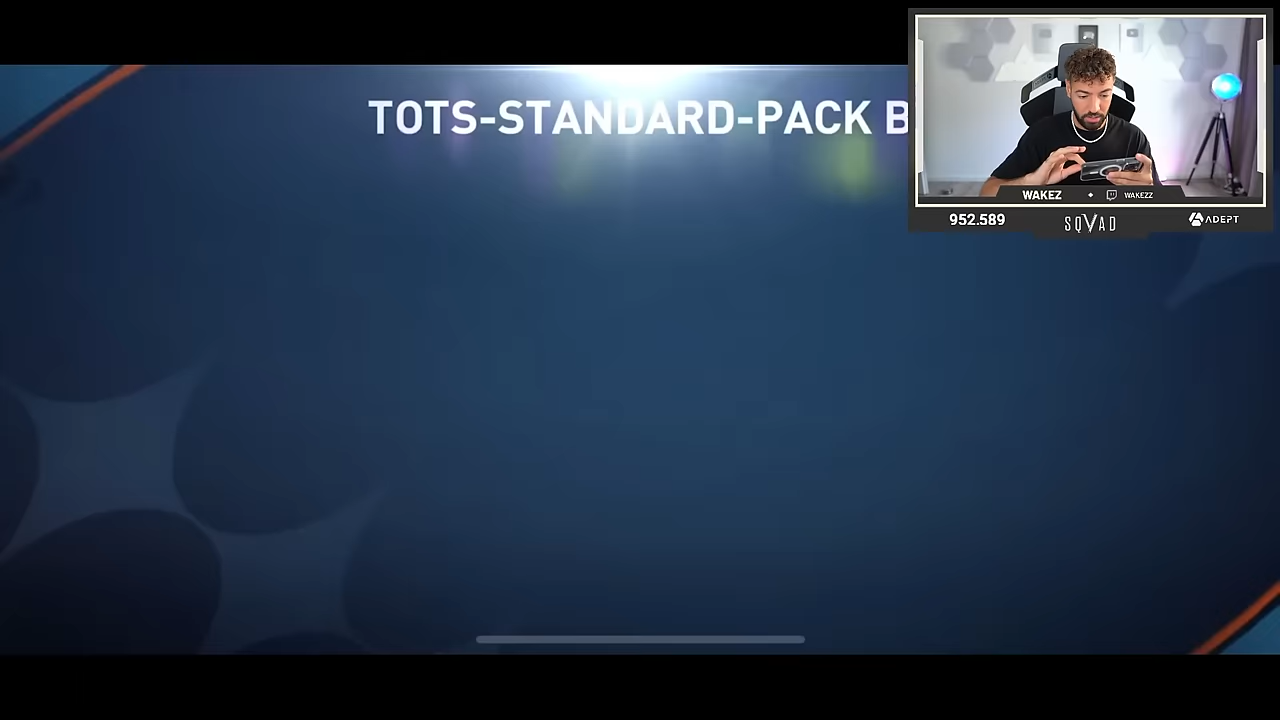 TOTS-STANDARD-PACK B
WAKEZ
WAKEZZ
952.589
SQVAD
ADEPT